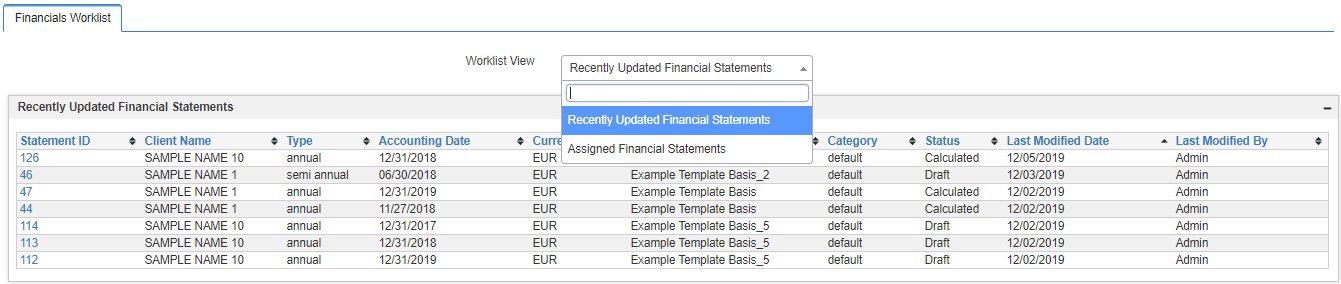 Financials Worklist
Worklist View Recently Updated Financial Statements
Recently Updated Financial Statements
Assigned Financial Statements
Recently Updated Financial Statements
Statement ID Client Name Type Accounting Date Category Status Last Modified Date Last Modified By
126 SAMPLE NAME 10 annual 12/31/2018 EUR default Calculated 12/05/2019 Admin
46 SAMPLE NAME 1 semi annual 06/30/2018 EUR Example Template Basis_2 default Draft 12/03/2019 Admin
47 SAMPLE NAME 1 annual 12/31/2019 EUR Example Template Basis default Calculated 12/02/2019 Admin
44 SAMPLE NAME 1 annual 11/27/2018 EUR Example Template Basis default Calculated 12/02/2019 Admin
114 SAMPLE NAME 10 annual 12/31/2017 EUR Example Template Basis_5 default Draft 12/02/2019 Admin
113 SAMPLE NAME 10 annual 12/31/2018 EUR Example Template Basis_5 default Draft 12/02/2019 Admin
112 SAMPLE NAME 10 annual 12/31/2019 EUR Example Template Basis_5 default Draft 12/02/2019 Admin